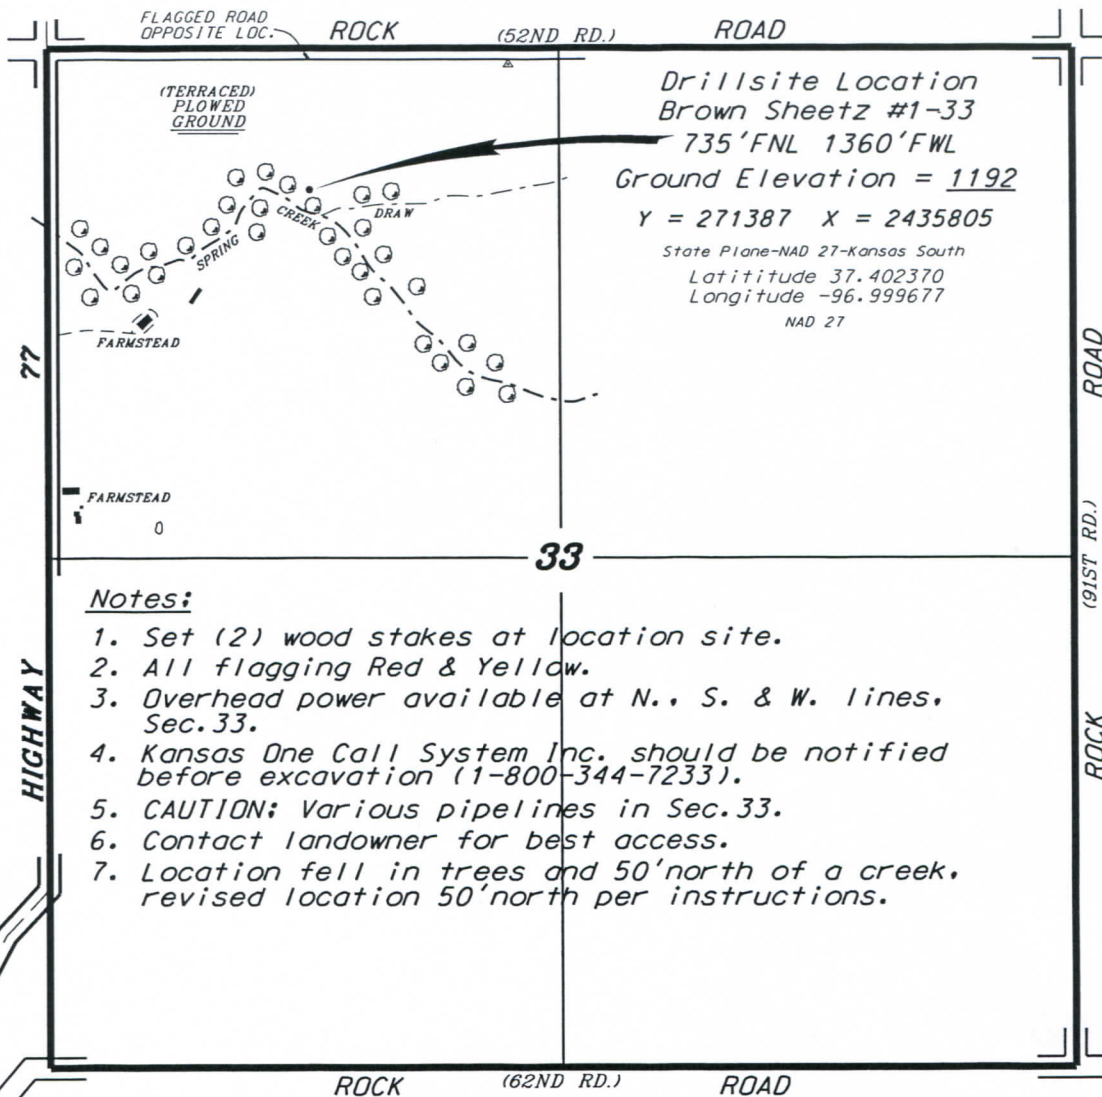 FLAGGED ROAD
OPPOSITE LOC.
ROCK (52ND RD.) ROAD
(TERRACED)
PLOWED
GROUND
Drillsite Location
Brown Sheetz #1-33
735'FNL 1360'FWL
Ground Elevation = 1192
Y = 271387 X = 2435805
State Plane-NAD 27-Kansas South
Latititude 37.402370
Longitude -96.999677
NAD 27
DRAW
SPRING CREEK
FARMSTEAD
FARMSTEAD
HIGHWAY 77
ROCK (91ST RD.) ROAD
33
Notes:
1. Set (2) wood stakes at location site.
2. All flagging Red & Yellow.
3. Overhead power available at N., S. & W. lines,
Sec.33.
4. Kansas One Call System Inc. should be notified
before excavation (1-800-344-7233).
5. CAUTION: Various pipelines in Sec.33.
6. Contact landowner for best access.
7. Location fell in trees and 50'north of a creek,
revised location 50'north per instructions.
ROCK (62ND RD.) ROAD